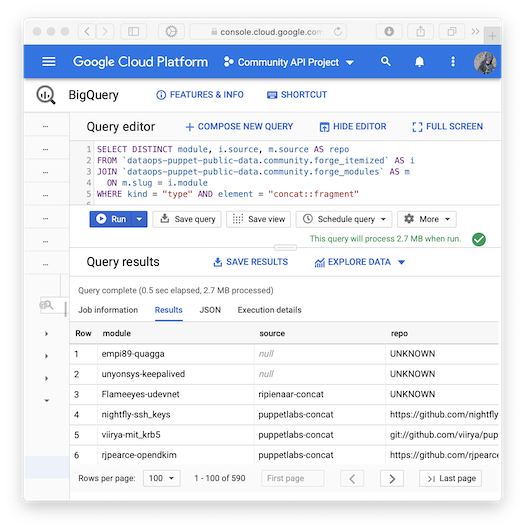 console.cloud.google.com
Google Cloud Platform
Community API Project
BigQuery
FEATURES & INFO
SHORTCUT
Query editor
COMPOSE NEW QUERY
HIDE EDITOR
FULL SCREEN
1 SELECT DISTINCT module, i.source, m.source AS repo
2 FROM `dataops-puppet-public-data.community.forge_itemized` AS i
3 JOIN `dataops-puppet-public-data.community.forge_modules` AS m
4 ON m.slug = i.module
5 WHERE kind = "type" AND element = "concat::fragment"
Run
Save query
Save view
Schedule query
More
This query will process 2.7 MB when run.
Query results
SAVE RESULTS
EXPLORE DATA
Query complete (0.5 sec elapsed, 2.7 MB processed)
Job information Results JSON Execution details
Row module source repo
1 empi89-quagga null UNKNOWN
2 unyonsys-keepalived null UNKNOWN
3 Flameeyes-udevnet ripienaar-concat UNKNOWN
4 nightfly-ssh_keys puppetlabs-concat https://github.com/nightfly
5 viirya-mit_krb5 puppetlabs-concat git://github.com/viirya/pup
6 rjpearce-opendkim puppetlabs-concat https://github.com/rjpearce
Rows per page: 100 1 - 100 of 590 First page Last page